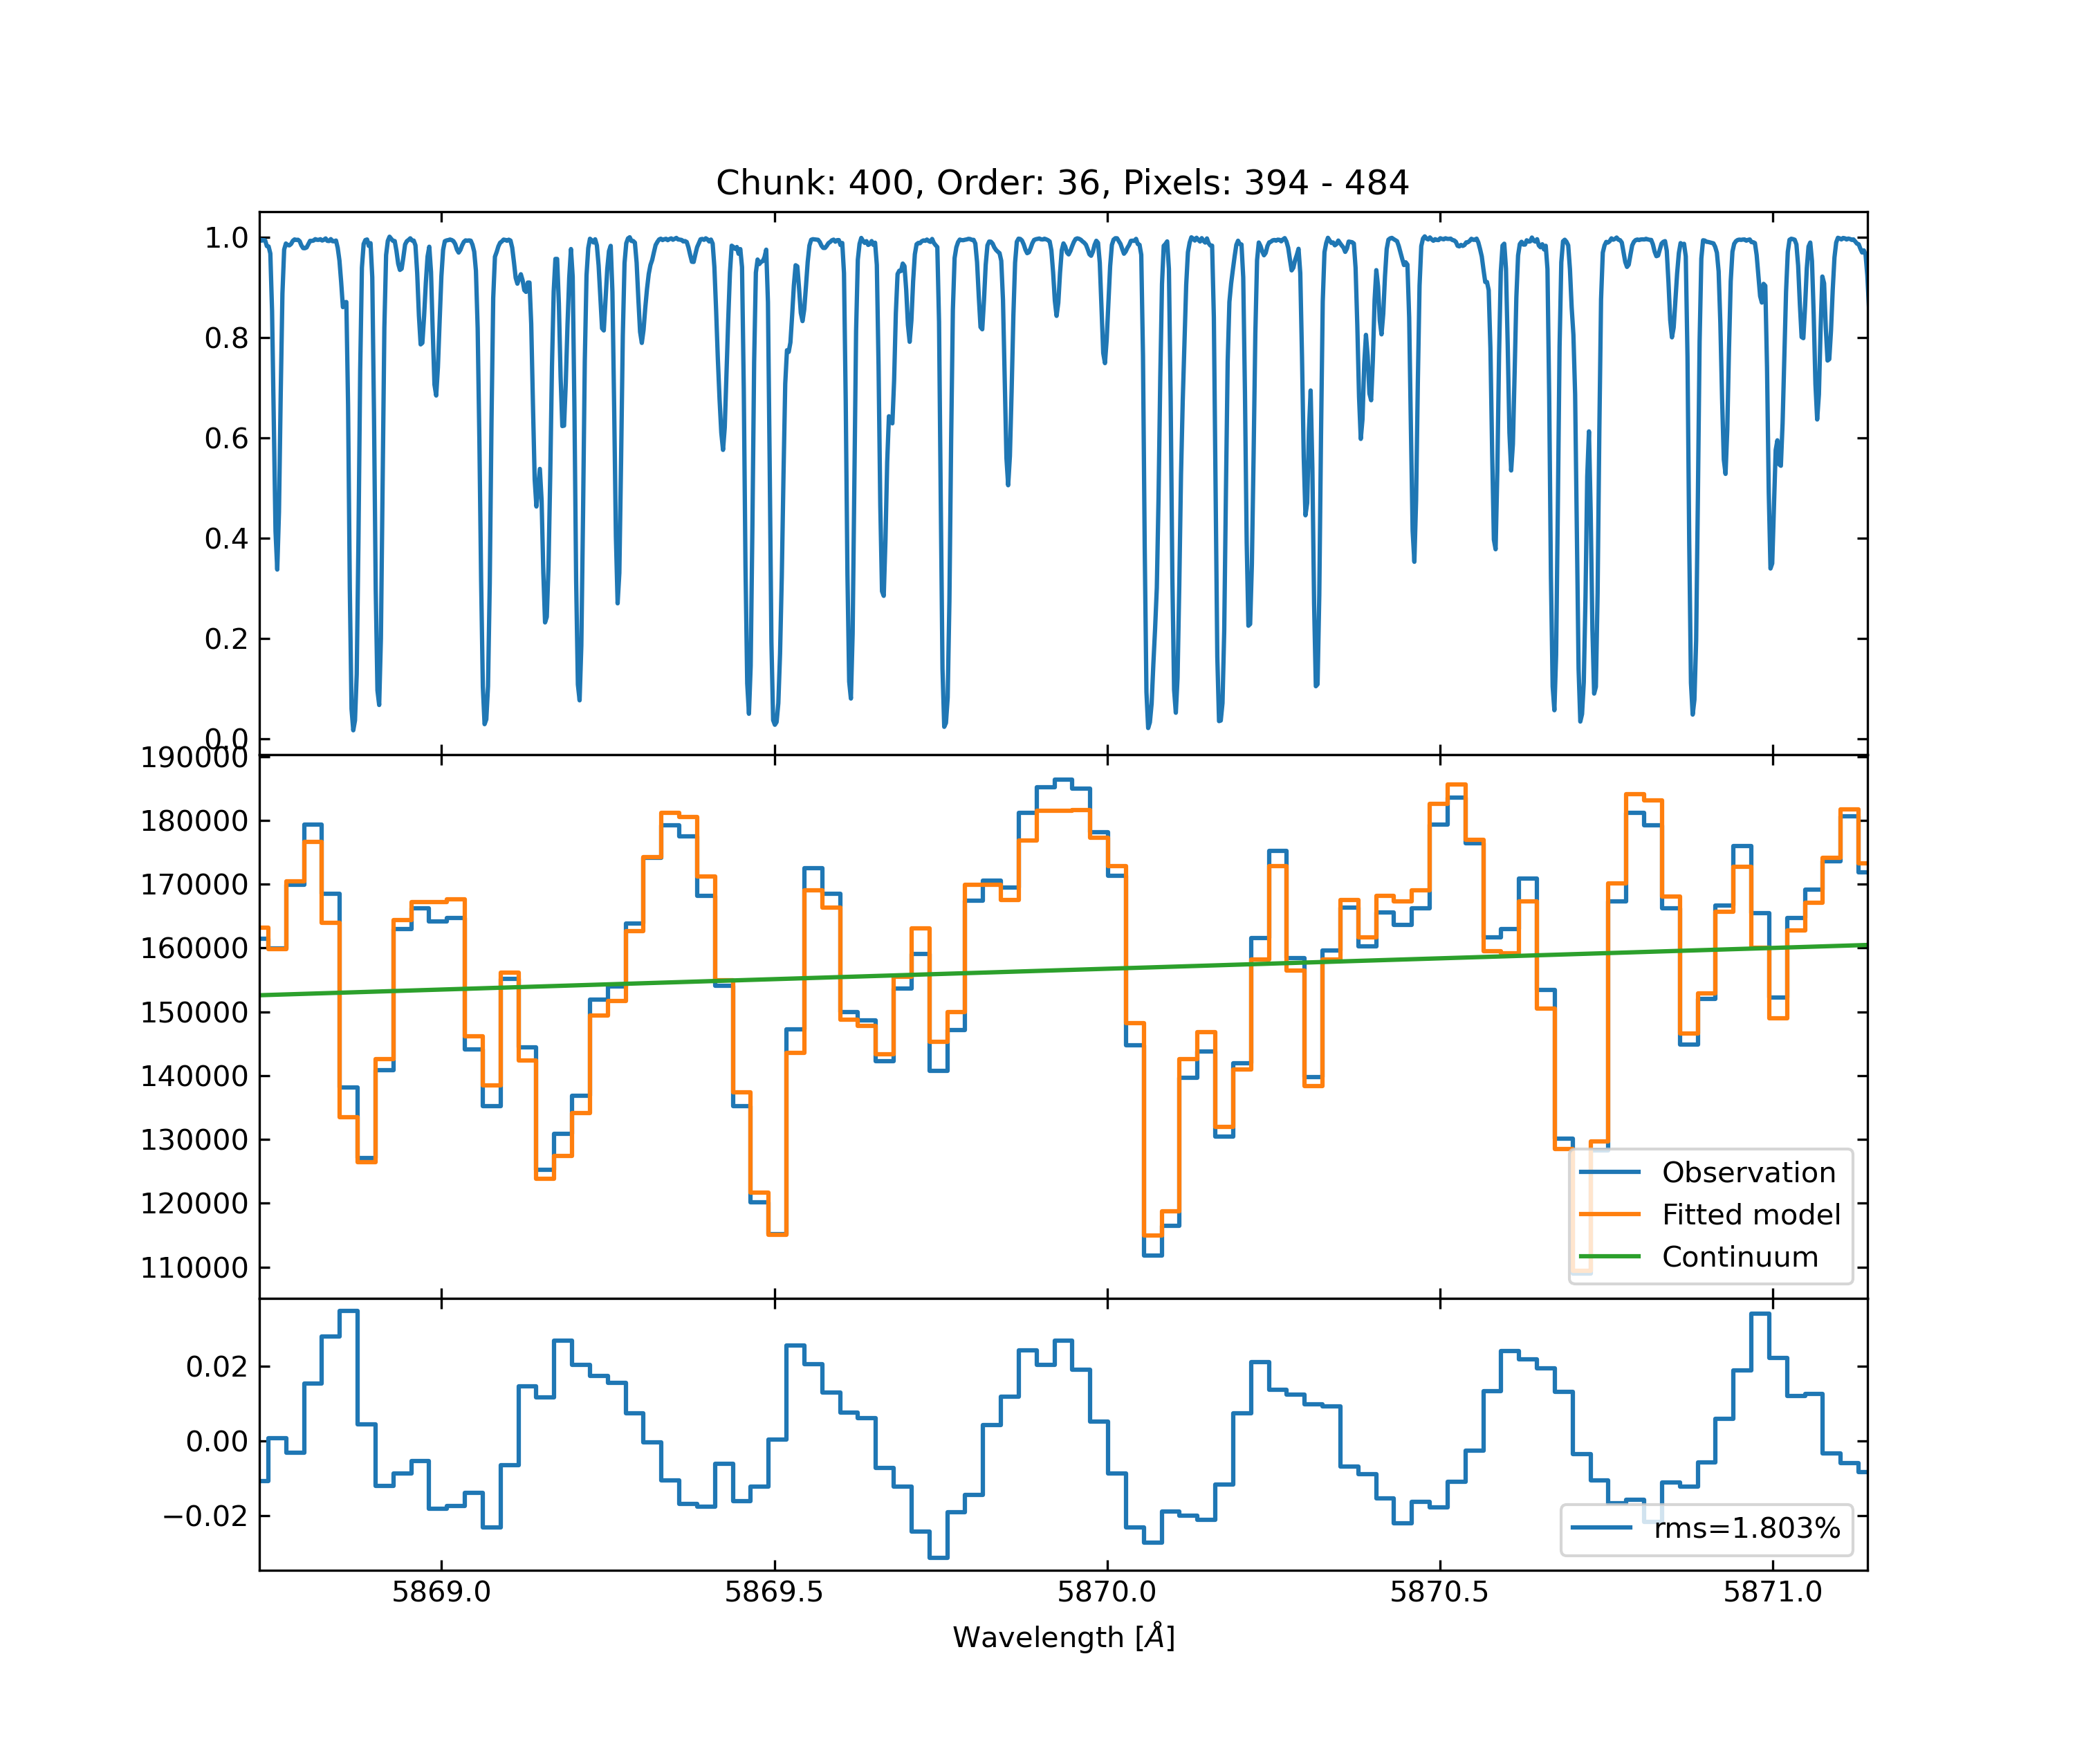 Chunk: 400, Order: 36, Pixels: 394 - 484
1.0
0.8
0.6
0.4
0.2
0.0
190000
180000
170000
160000
150000
140000
130000
120000
110000
Observation
Fitted model
Continuum
0.02
0.00
−0.02
rms=1.803%
5869.0 5869.5 5870.0 5870.5 5871.0
Wavelength [Å]